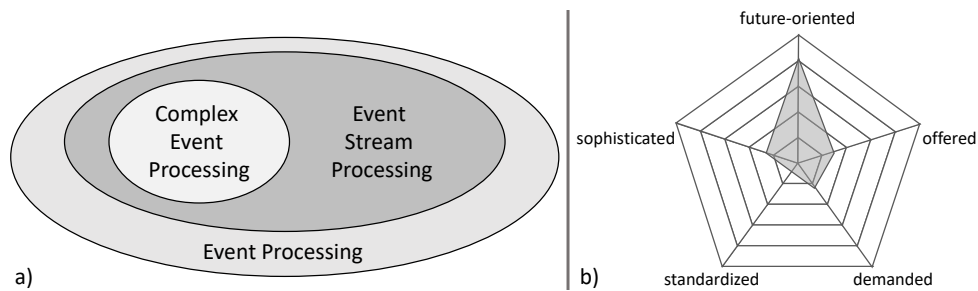 Complex
Event
Processing
Event
Stream
Processing
Event Processing
a)
future-oriented
sophisticated
offered
standardized
demanded
b)